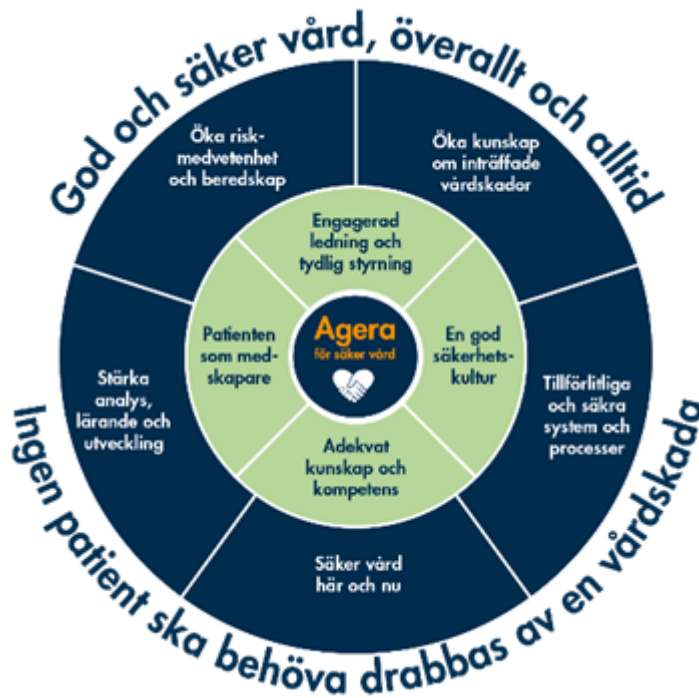 God och säker vård, överallt och alltid
Öka risk-
medvetenhet
och beredskap
Öka kunskap
om inträffade
vårdskador
Engagerad
ledning och
tydlig styrning
Patienten
som med-
skapare
Agera
för säker vård
En god
säkerhets-
kultur
Stärka
analys,
lärande och
utveckling
Tillförlitliga
och säkra
system och
processer
Adekvat
kunskap och
kompetens
Säker vård
här och nu
Ingen patient ska behöva drabbas av en vårdskada